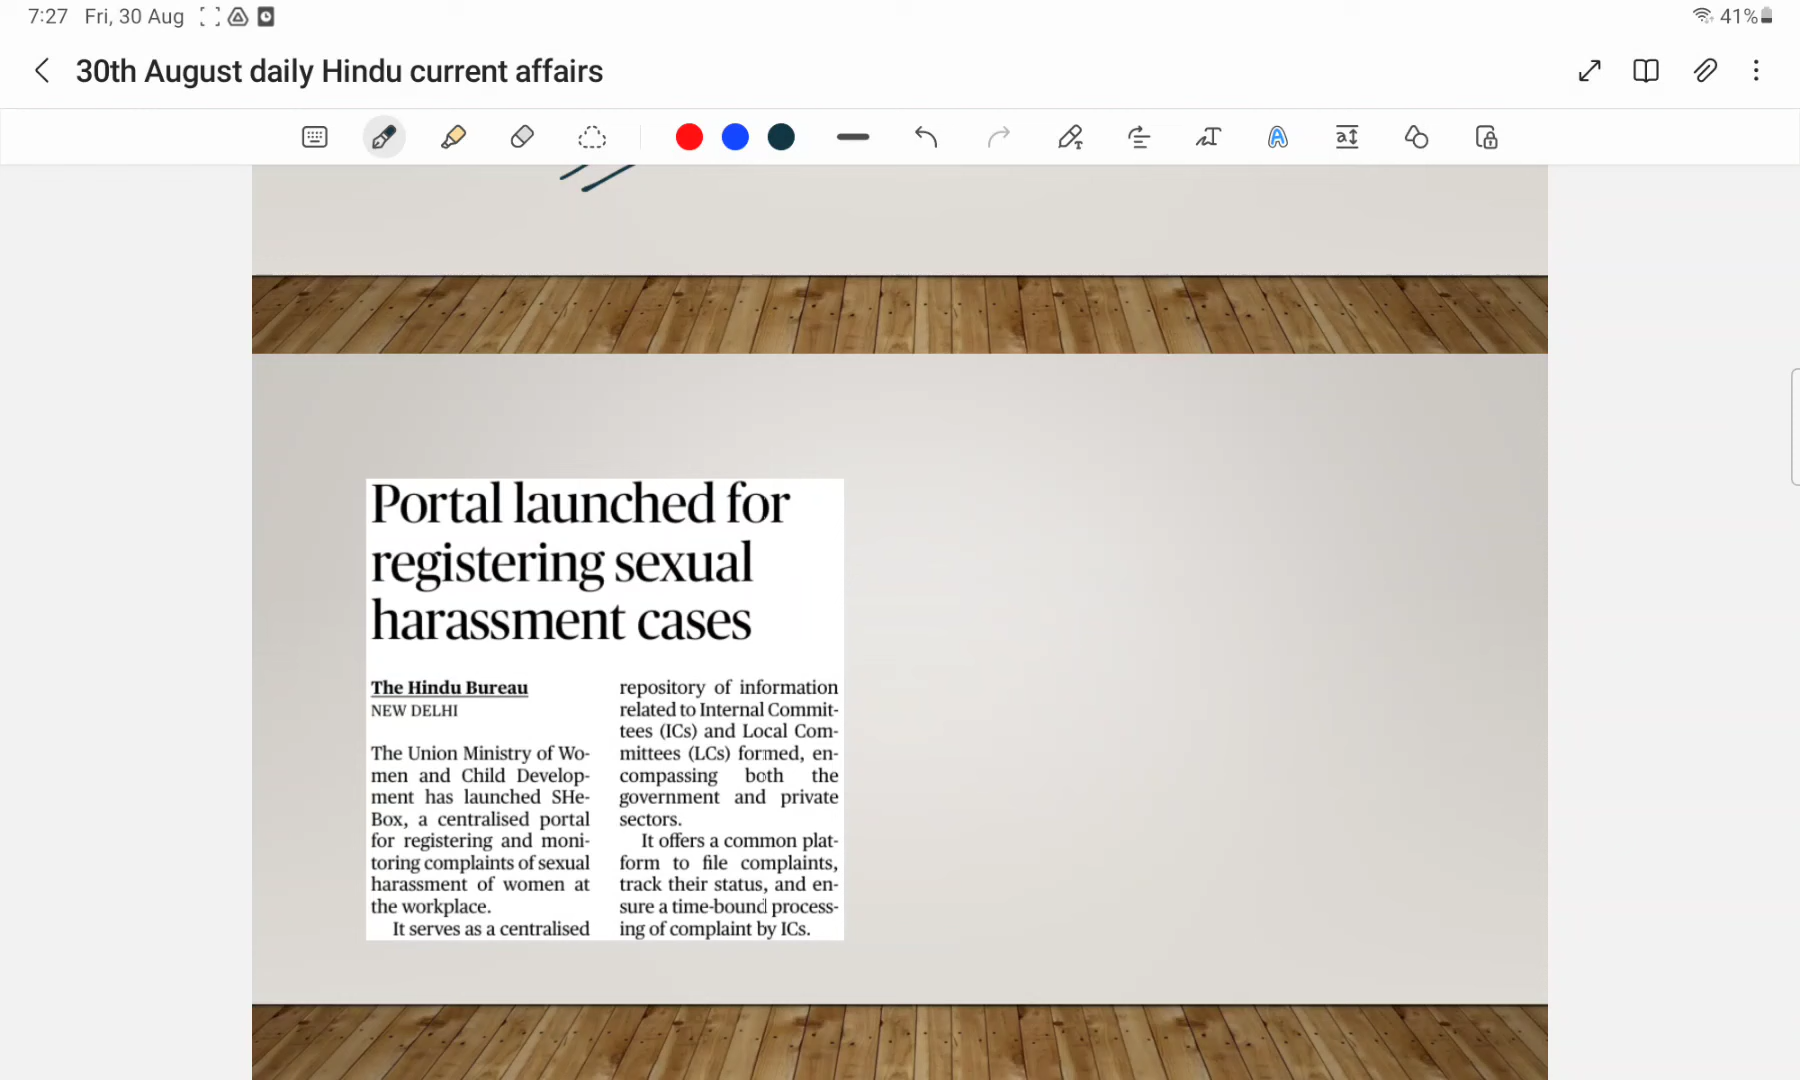 7:27 Fri, 30 Aug
41%
30th August daily Hindu current affairs
Portal launched for
registering sexual
harassment cases
The Hindu Bureau
NEW DELHI
The Union Ministry of Wo-
men and Child Develop-
ment has launched SHe-
Box, a centralised portal
for registering and moni-
toring complaints of sexual
harassment of women at
the workplace.
It serves as a centralised
repository of information
related to Internal Commit-
tees (ICs) and Local Com-
mittees (LCs) formed, en-
compassing both the
government and private
sectors.
It offers a common plat-
form to file complaints,
track their status, and en-
sure a time-bound process-
ing of complaint by ICs.